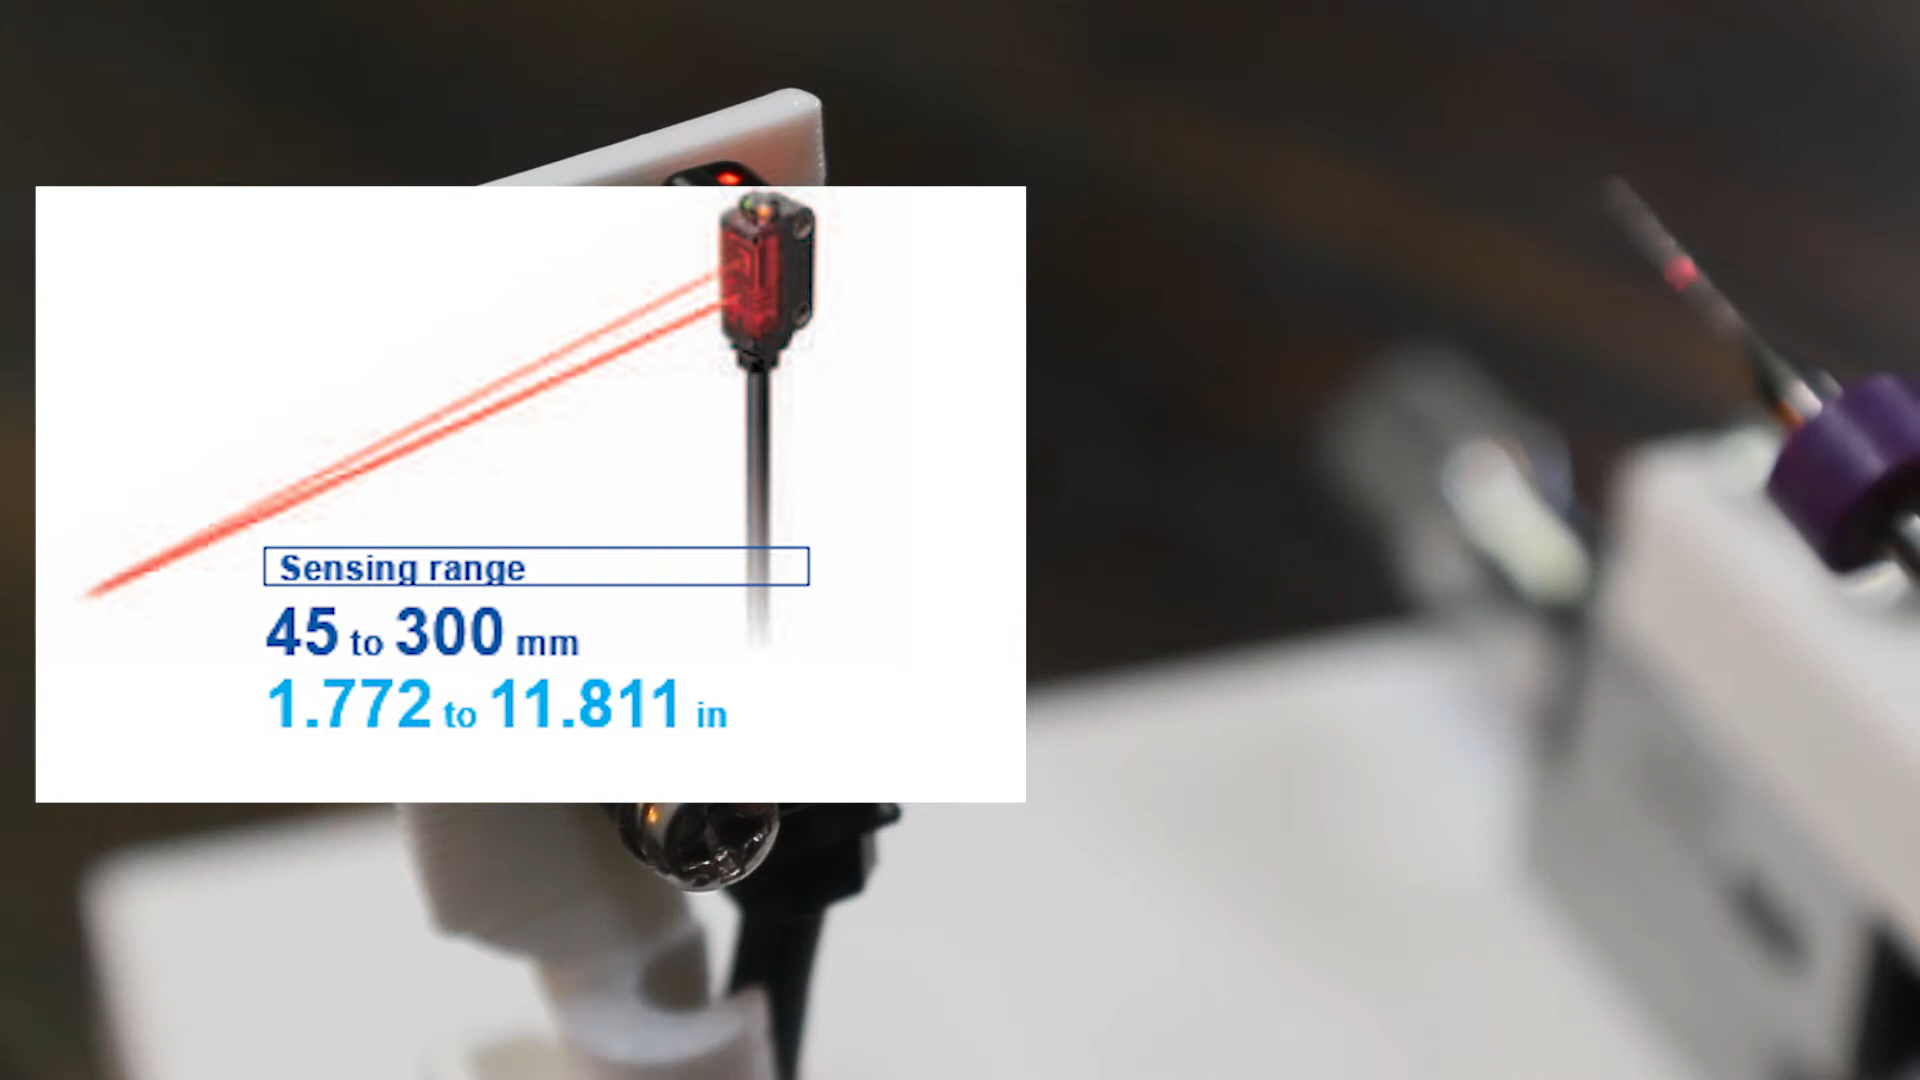 Sensing range
45 to 300 mm
1.772 to 11.811 in